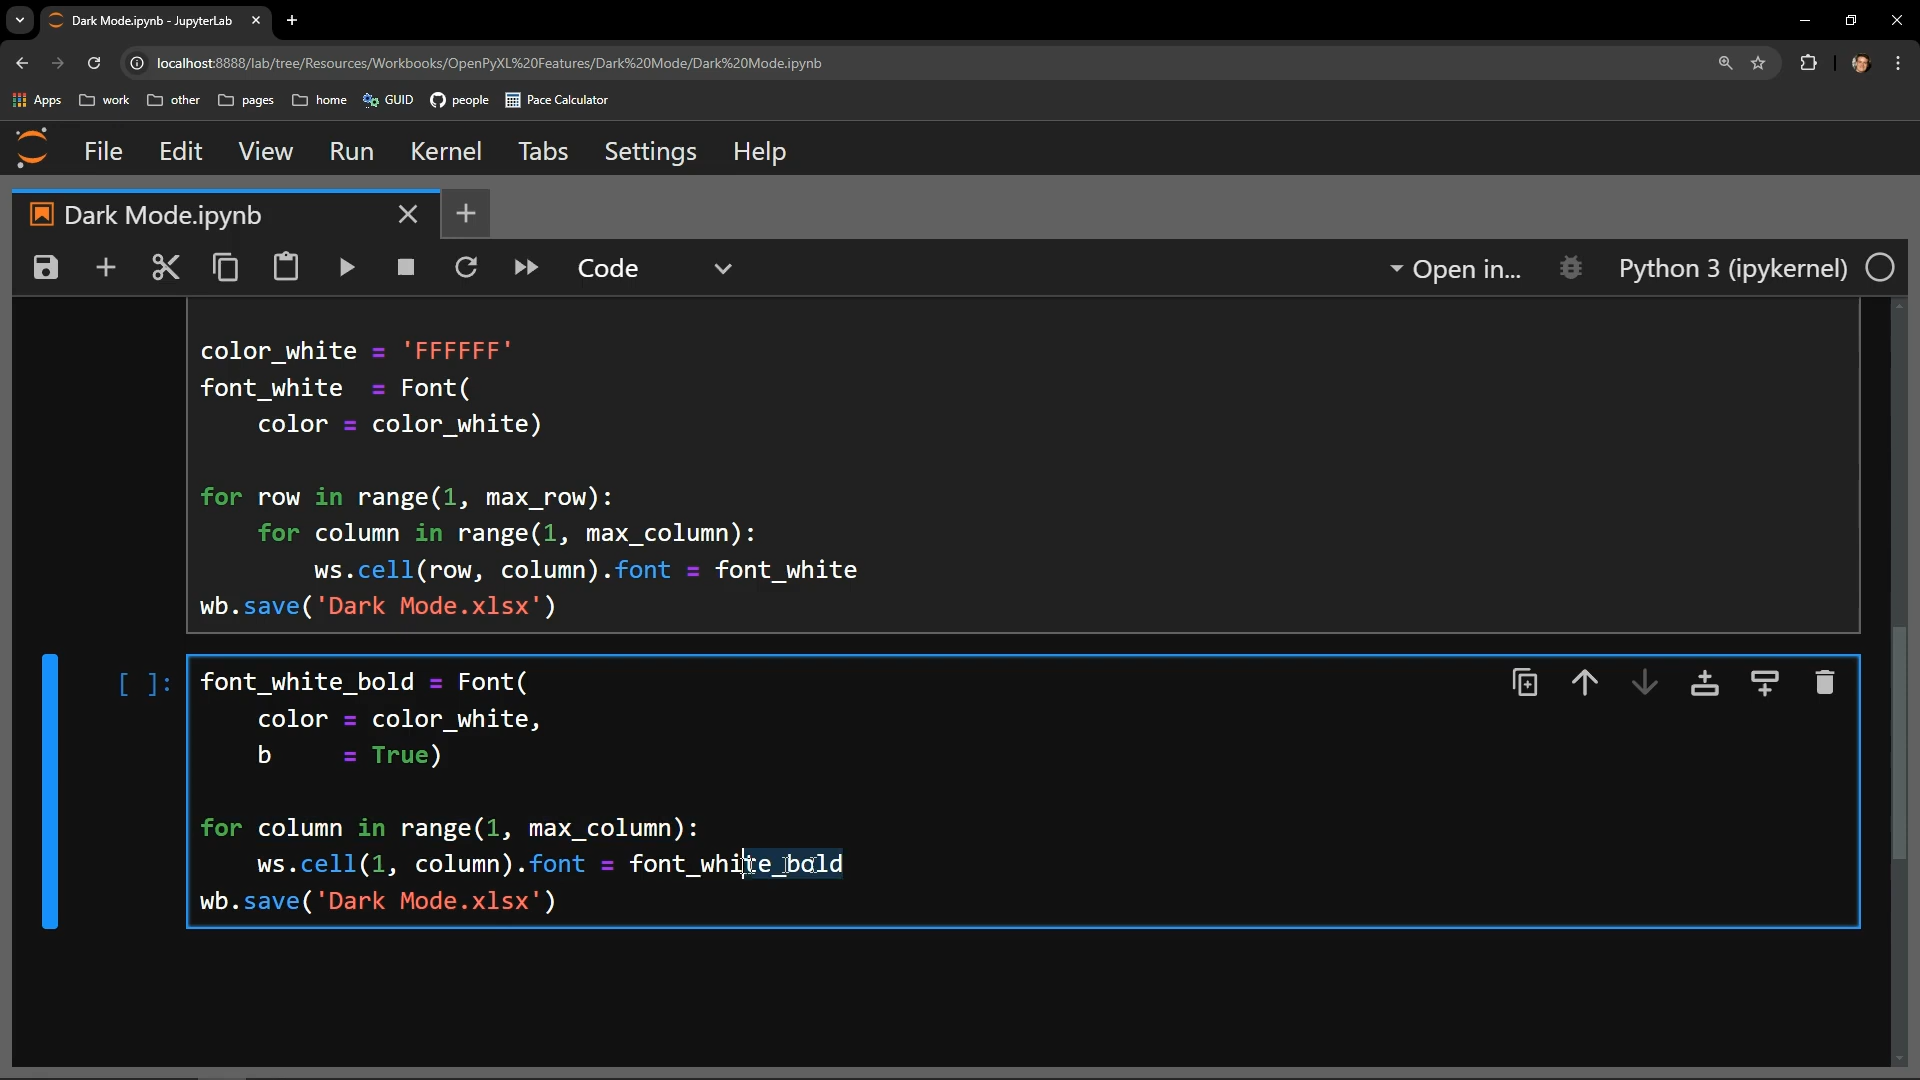 Dark Mode.ipynb - JupyterLab
localhost:8888/lab/tree/Resources/Workbooks/OpenPyXL%20Features/Dark%20Mode/Dark%20Mode.ipynb
Apps work other pages home GUID people Pace Calculator
File Edit View Run Kernel Tabs Settings Help
Dark Mode.ipynb
Code Open in... Python 3 (ipykernel)
color_white = 'FFFFFF'
font_white  = Font(
    color = color_white)
for row in range(1, max_row):
    for column in range(1, max_column):
        ws.cell(row, column).font = font_white
wb.save('Dark Mode.xlsx')
[ ]:
font_white_bold = Font(
    color = color_white,
    b     = True)
for column in range(1, max_column):
    ws.cell(1, column).font = font_white_bold
wb.save('Dark Mode.xlsx')